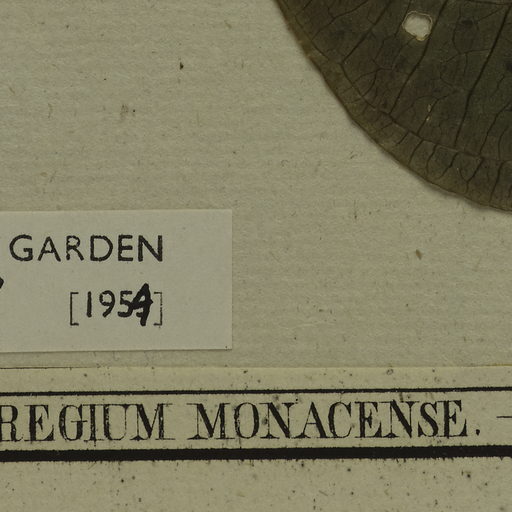 GARDEN
[1954]
REGIUM MONACENSE. —